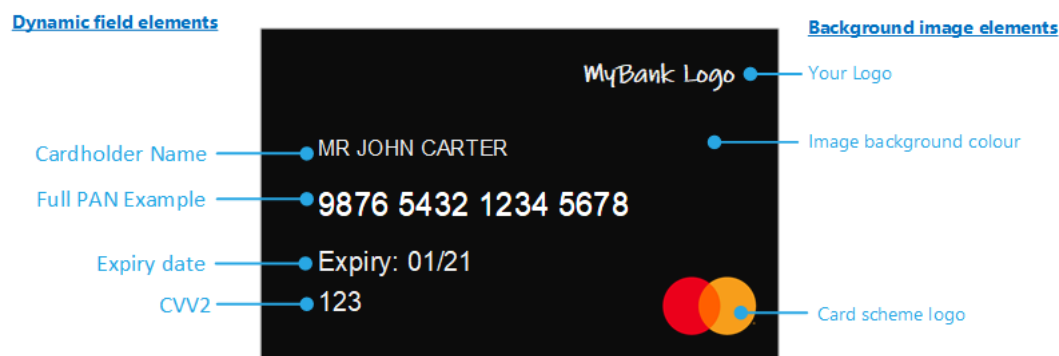 Dynamic field elements
Background image elements
MyBank Logo
Your Logo
Cardholder Name
MR JOHN CARTER
Image background colour
Full PAN Example
9876 5432 1234 5678
Expiry date
Expiry: 01/21
CVV2
123
Card scheme logo